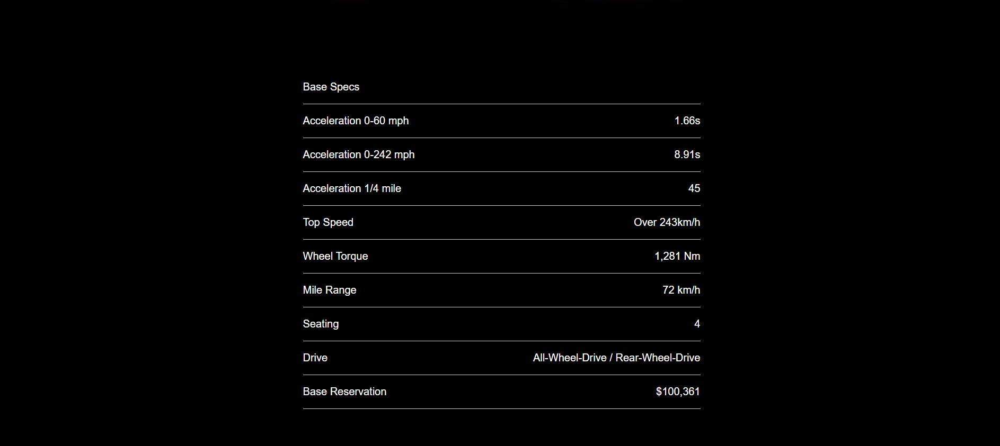 Base Specs
Acceleration 0-60 mph 1.66s
Acceleration 0-242 mph 8.91s
Acceleration 1/4 mile 45
Top Speed Over 243km/h
Wheel Torque 1,281 Nm
Mile Range 72 km/h
Seating 4
Drive All-Wheel-Drive / Rear-Wheel-Drive
Base Reservation $100,361